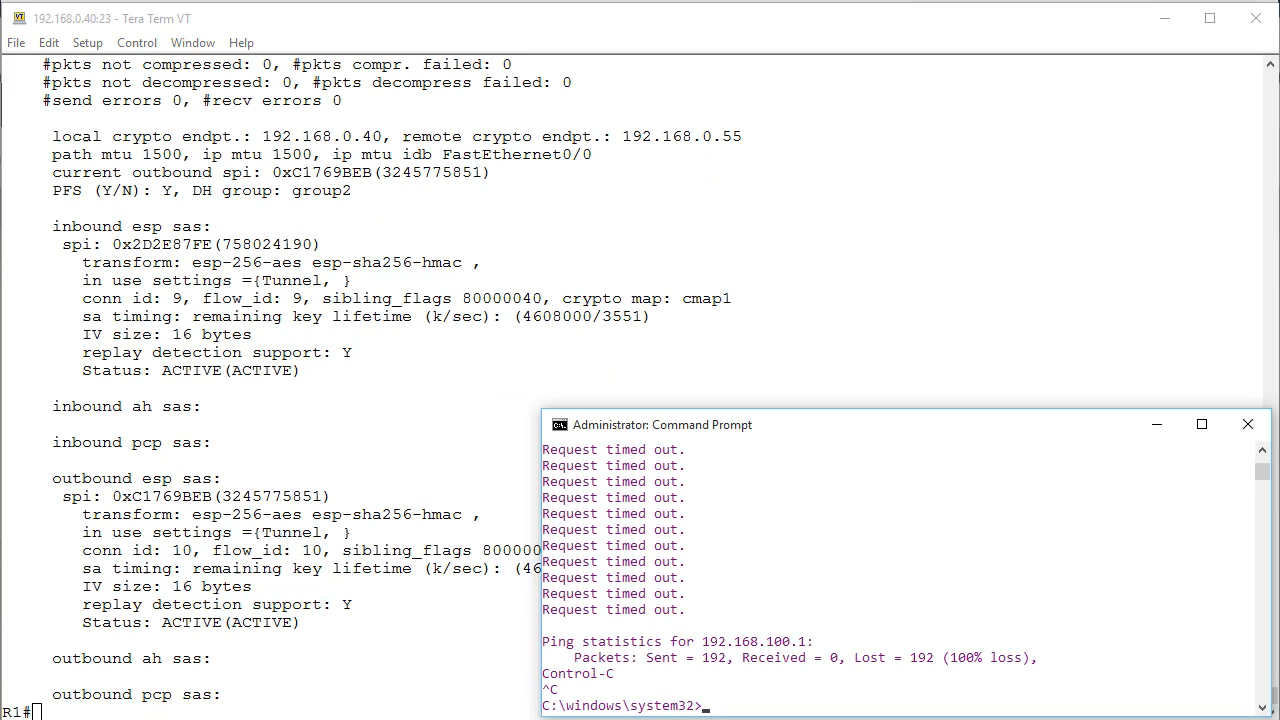 192.168.0.40:23 - Tera Term VT
File Edit Setup Control Window Help
#pkts not compressed: 0, #pkts compr. failed: 0
#pkts not decompressed: 0, #pkts decompress failed: 0
#send errors 0, #recv errors 0
local crypto endpt.: 192.168.0.40, remote crypto endpt.: 192.168.0.55
path mtu 1500, ip mtu 1500, ip mtu idb FastEthernet0/0
current outbound spi: 0xC1769BEB(3245775851)
PFS (Y/N): Y, DH group: group2
inbound esp sas:
spi: 0x2D2E87FE(758024190)
transform: esp-256-aes esp-sha256-hmac ,
in use settings ={Tunnel, }
conn id: 9, flow_id: 9, sibling_flags 80000040, crypto map: cmap1
sa timing: remaining key lifetime (k/sec): (4608000/3551)
IV size: 16 bytes
replay detection support: Y
Status: ACTIVE(ACTIVE)
inbound ah sas:
inbound pcp sas:
outbound esp sas:
spi: 0xC1769BEB(3245775851)
transform: esp-256-aes esp-sha256-hmac ,
in use settings ={Tunnel, }
conn id: 10, flow_id: 10, sibling_flags 800000
sa timing: remaining key lifetime (k/sec): (46
IV size: 16 bytes
replay detection support: Y
Status: ACTIVE(ACTIVE)
outbound ah sas:
outbound pcp sas:
R1#
Administrator: Command Prompt
Request timed out.
Request timed out.
Request timed out.
Request timed out.
Request timed out.
Request timed out.
Request timed out.
Request timed out.
Request timed out.
Request timed out.
Request timed out.
Ping statistics for 192.168.100.1:
Packets: Sent = 192, Received = 0, Lost = 192 (100% loss),
Control-C
^C
C:\windows\system32>